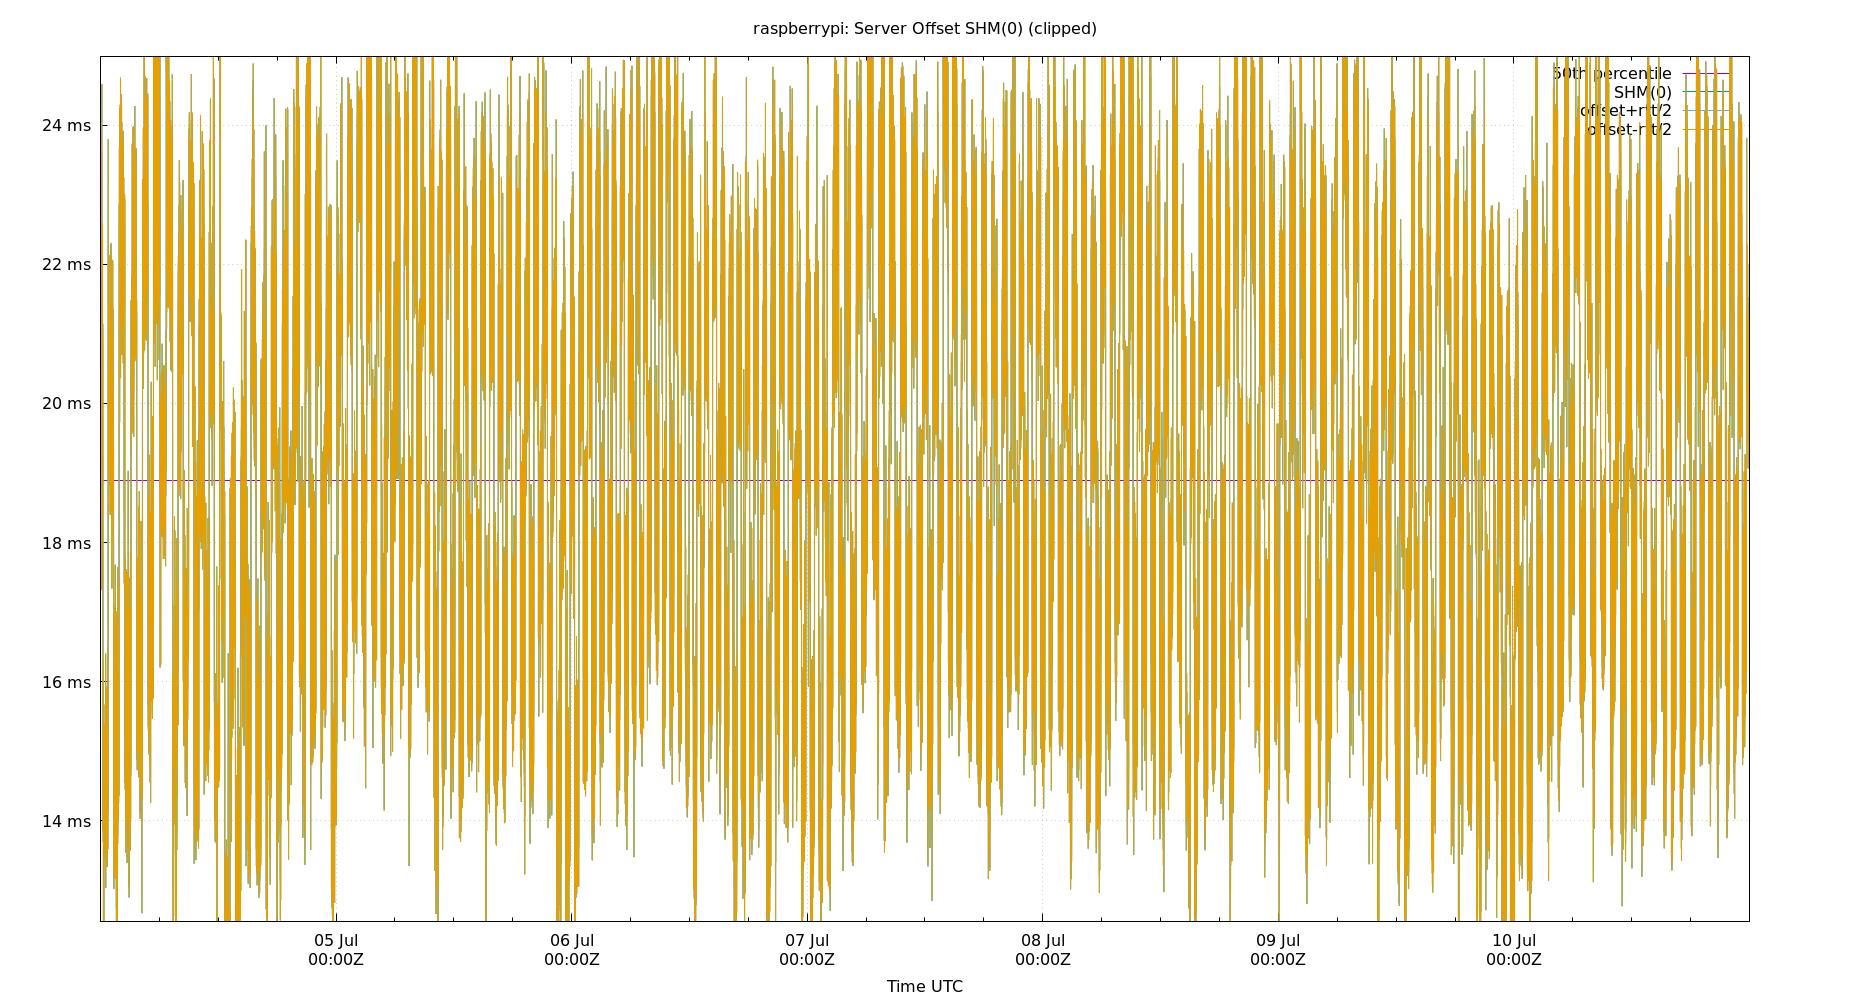 raspberrypi: Server Offset SHM(0) (clipped)
50th percentile
SHM(0)
offset+rtt/2
offset-rtt/2
24 ms
22 ms
20 ms
18 ms
16 ms
14 ms
05 Jul 06 Jul 07 Jul 08 Jul 09 Jul 10 Jul
00:00Z 00:00Z 00:00Z 00:00Z 00:00Z 00:00Z
Time UTC